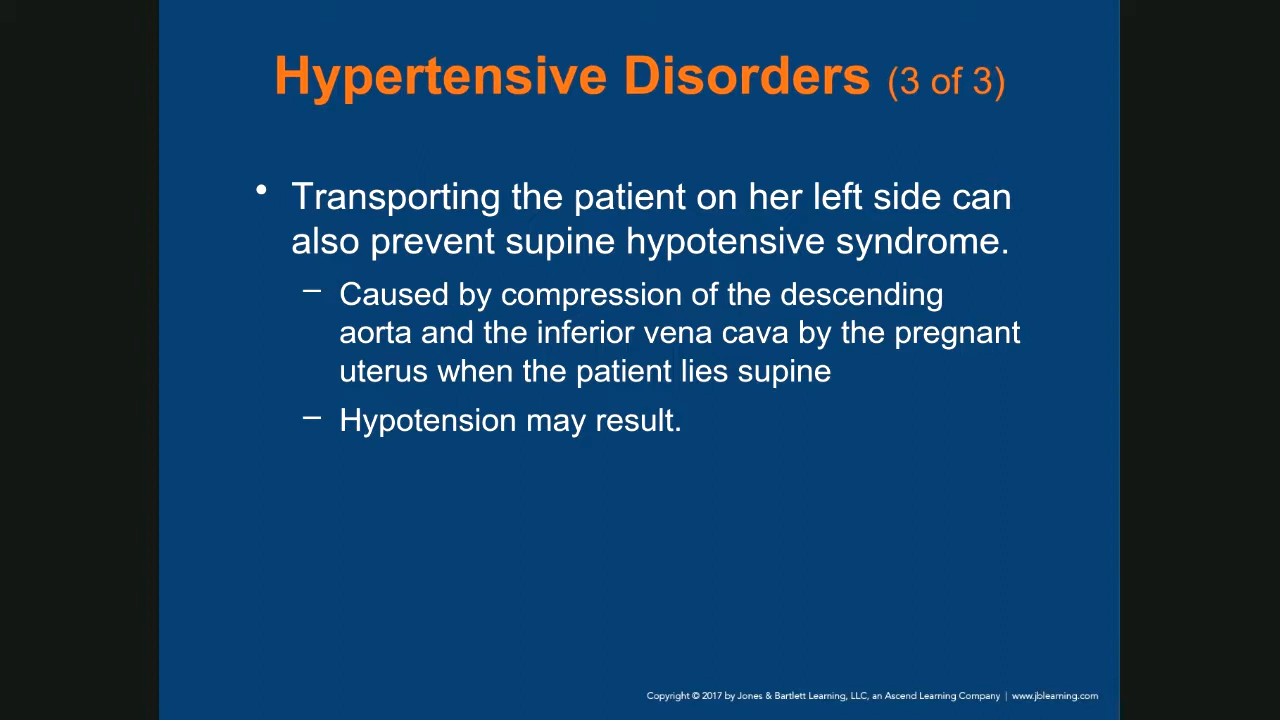 Hypertensive Disorders (3 of 3)
• Transporting the patient on her left side can
also prevent supine hypotensive syndrome.
– Caused by compression of the descending
aorta and the inferior vena cava by the pregnant
uterus when the patient lies supine
– Hypotension may result.
Copyright © 2017 by Jones & Bartlett Learning, LLC, an Ascend Learning Company | www.jblearning.com